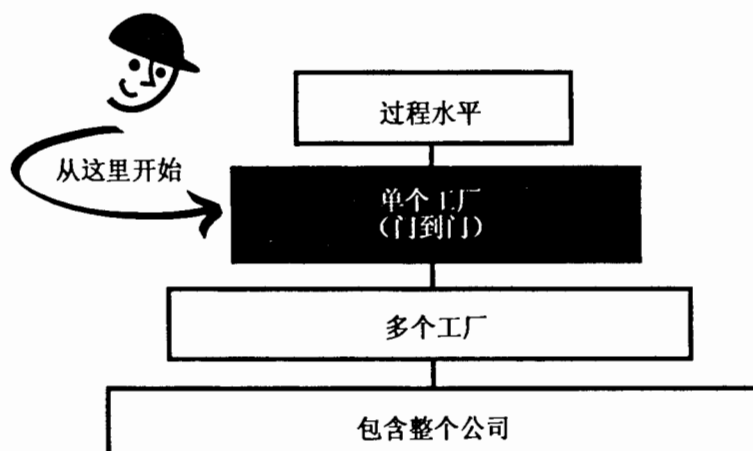 过程水平
从这里开始
单个工厂
(门到门)
多个工厂
包含整个公司